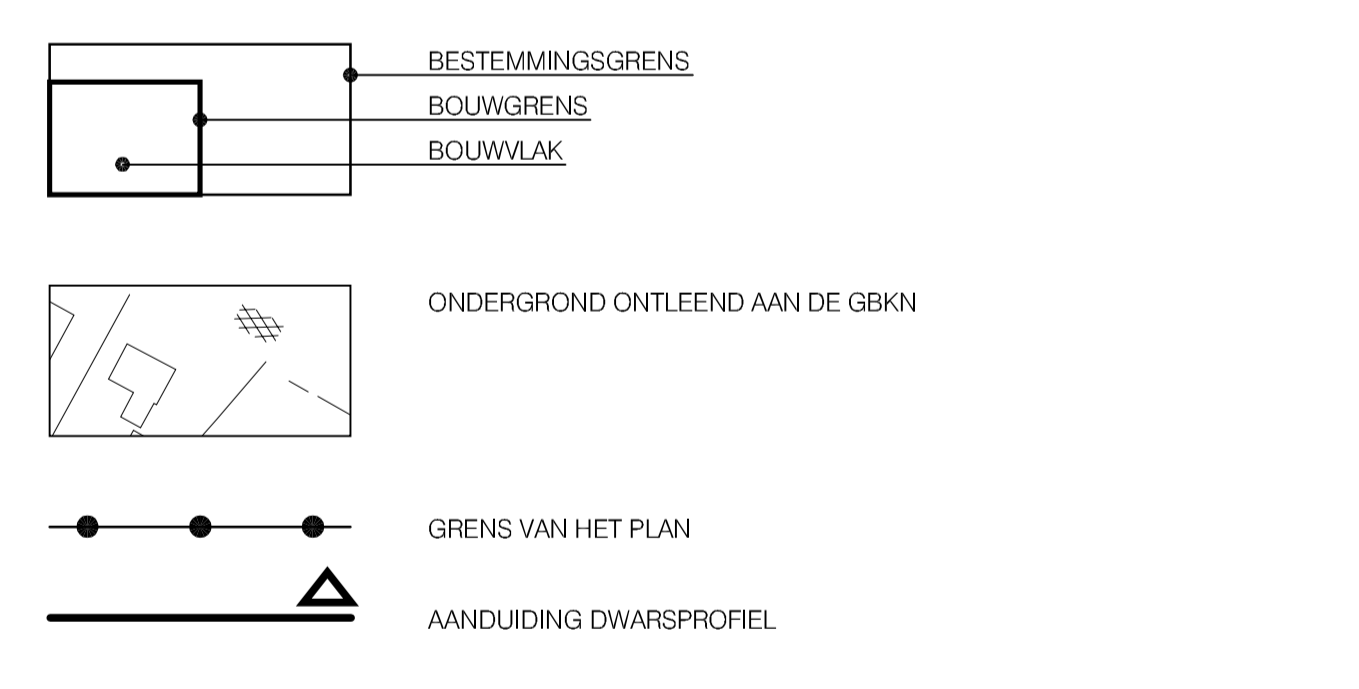 BESTEMMINGSGRENS
BOUWGRENS
BOUWVLAK
ONDERGROND ONTLEEND AAN DE GBKN
GRENS VAN HET PLAN
AANDUIDING DWARSPROFIEL